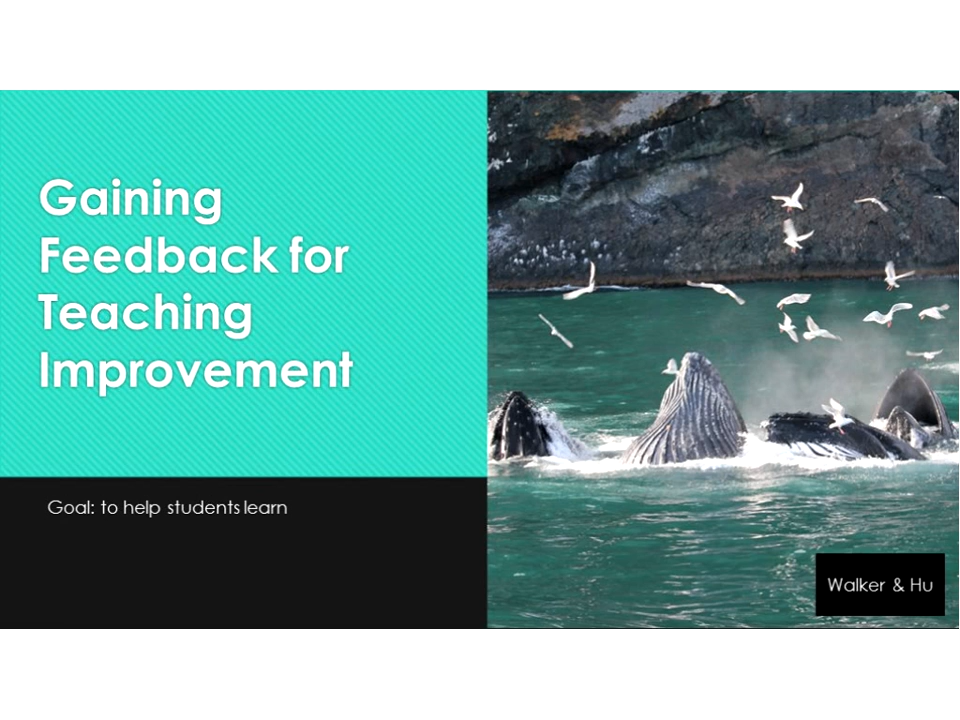 Gaining
Feedback for
Teaching
Improvement
Goal: to help students learn
Walker & Hu